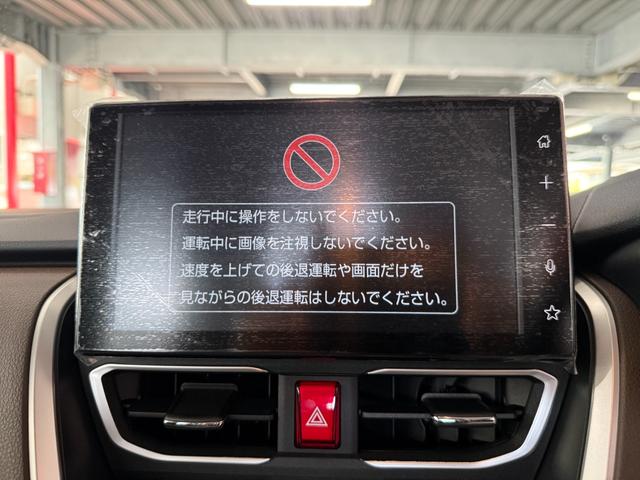 走行中に操作をしないでください。
運転中に画像を注視しないでください。
速度を上げての後退運転や画面だけを
見ながらの後退運転はしないでください。